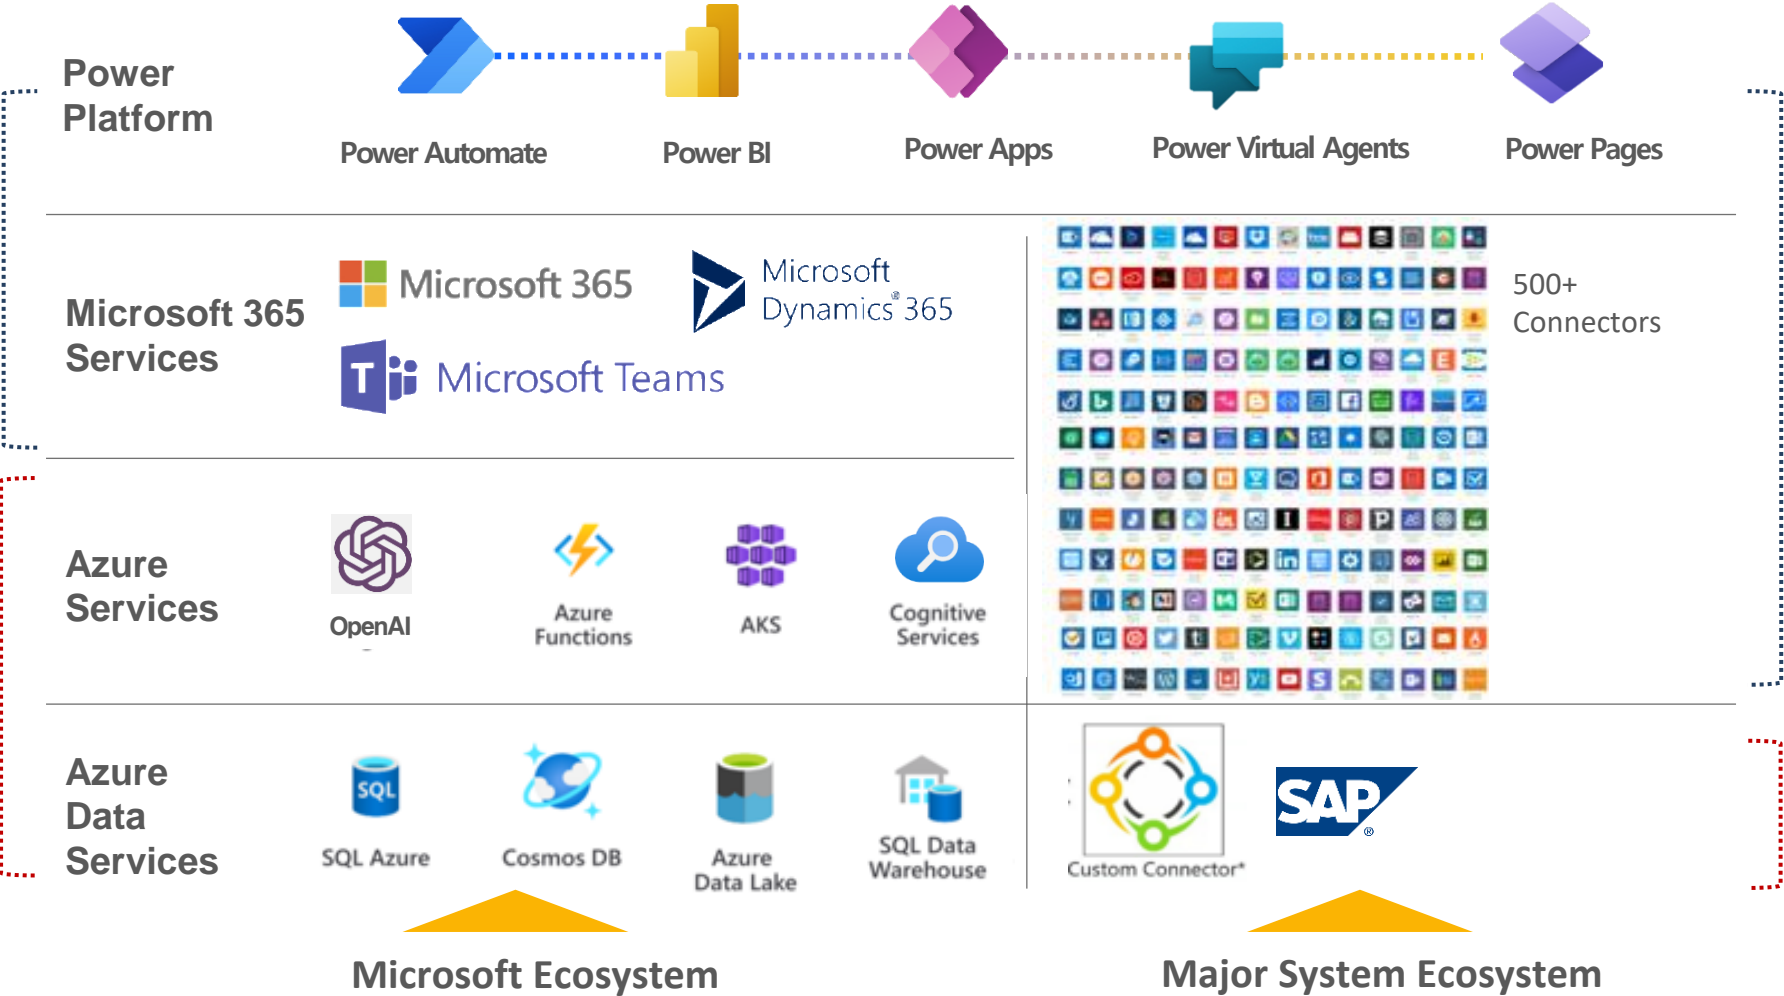 Power
Platform
Power Automate
Power BI
Power Apps
Power Virtual Agents
Power Pages
Microsoft 365
Services
Microsoft 365
Microsoft
Dynamics® 365
Microsoft Teams
500+
Connectors
Azure
Services
OpenAI
Azure
Functions
AKS
Cognitive
Services
Azure
Data
Services
SQL
SQL Azure
Cosmos DB
Azure
Data Lake
SQL Data
Warehouse
Custom Connector*
SAP®
Microsoft Ecosystem
Major System Ecosystem